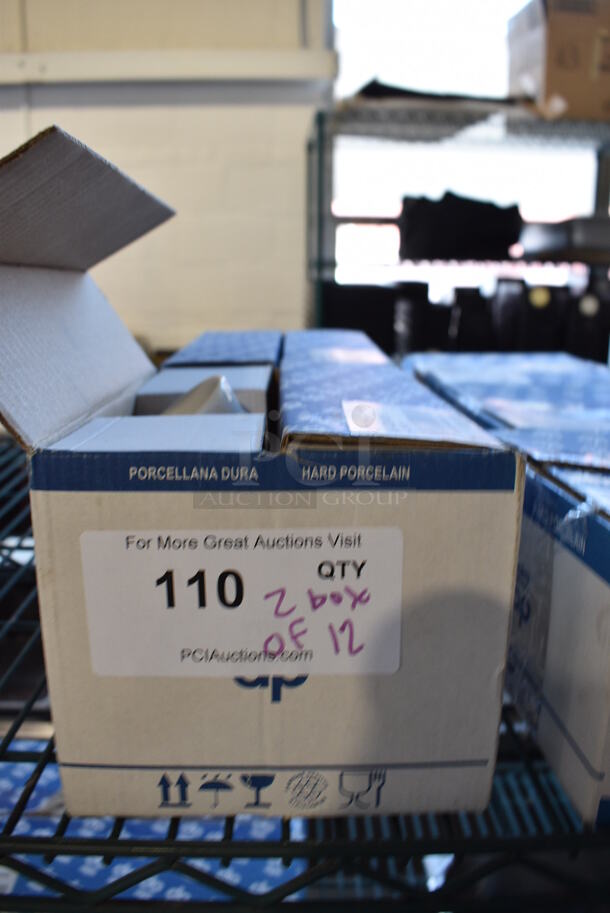 PORCELLANA DURA HARD PORCELAIN
PCI
AUCTION GROUP
For More Great Auctions Visit
110 QTY
2 box
OF 12
PCIAuctions.com